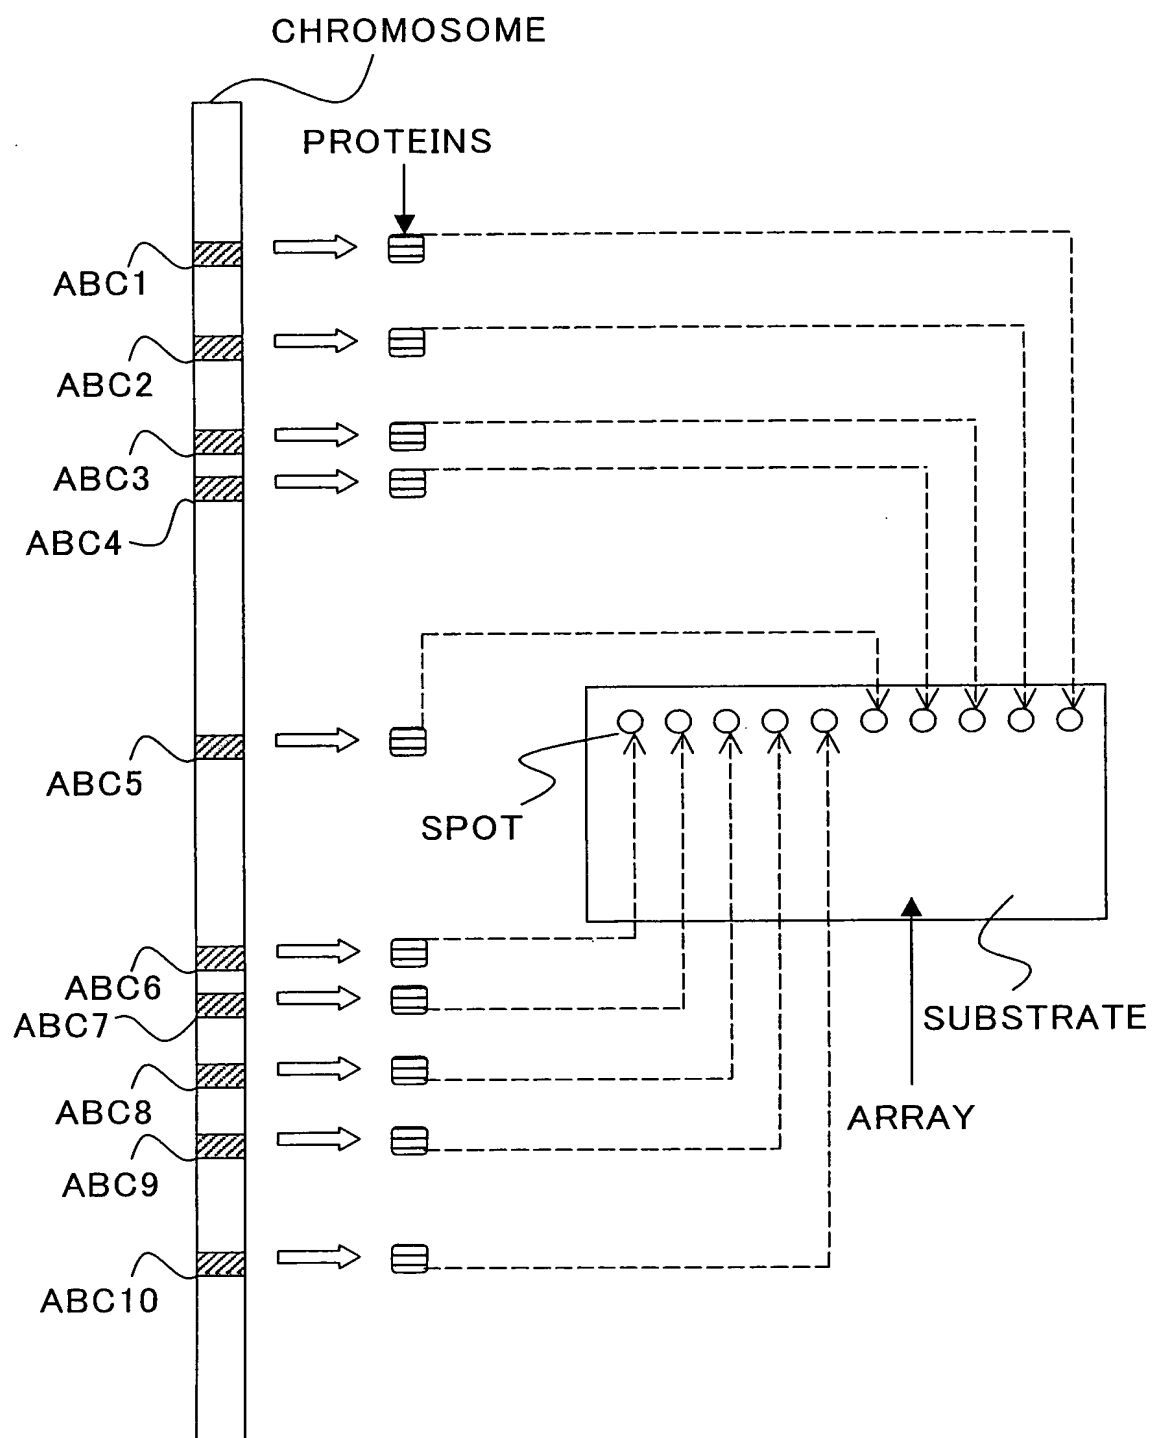 CHROMOSOME
PROTEINS
ABC1
ABC2
ABC3
ABC4
ABC5
SPOT
ABC6
ABC7
SUBSTRATE
ABC8
ARRAY
ABC9
ABC10